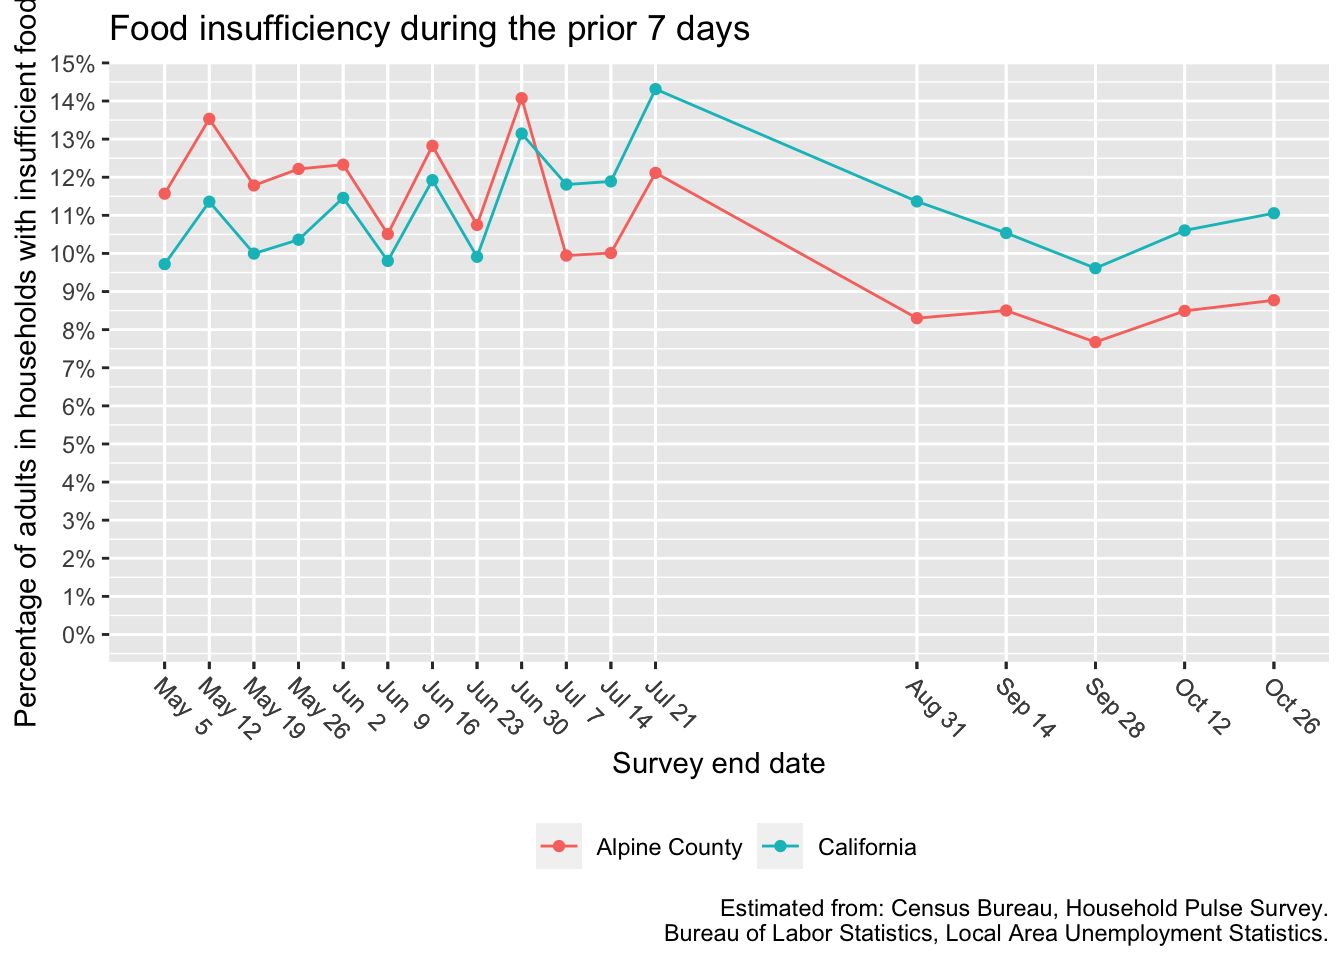 Food insufficiency during the prior 7 days
Percentage of adults in households with insufficient food
15%
14%
13%
12%
11%
10%
9%
8%
7%
6%
5%
4%
3%
2%
1%
0%
May 5
May 12
May 19
May 26
Jun 2
Jun 9
Jun 16
Jun 23
Jun 30
Jul 7
Jul 14
Jul 21
Aug 31
Sep 14
Sep 28
Oct 12
Oct 26
Survey end date
Alpine County
California
Estimated from: Census Bureau, Household Pulse Survey.
Bureau of Labor Statistics, Local Area Unemployment Statistics.